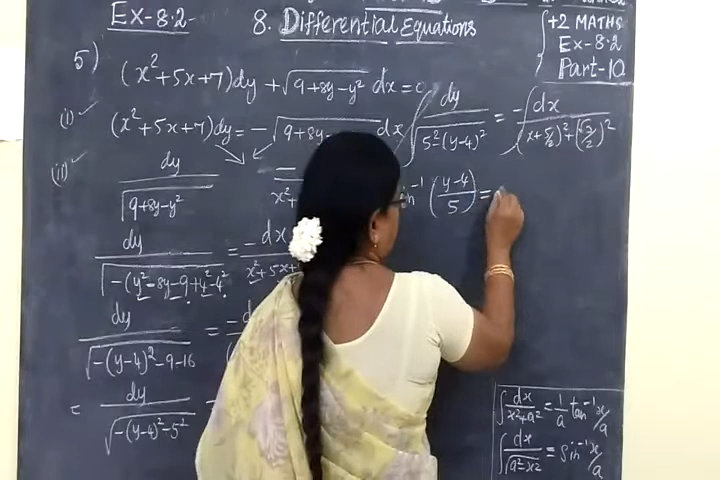 Ex-8.2-
8. Differential Equations
+2 MATHS
Ex-8.2
Part-10
5)
(x²+5x+7)dy + √(9+8y-y²) dx = 0
(i) ✓
(x²+5x+7)dy = -√(9+8y- dx
(ii) ✓
dy/√(9+8y-y²)
dy/√(-(y²-8y-9+4²-4²) = -dx/x²+5x+
dy/√(-(y-4)²-9-16) =
= dy/√(-(y-4)²-5²)
∫ dy/√(5²(y-4)²) = -∫ dx/(x+5/2)²+(√3/2)²
in⁻¹ ((y-4)/5) =
∫ dx/x²+a² = 1/a tan⁻¹ x/a
∫ dx/√(a²-x²) = Sin⁻¹ x/a